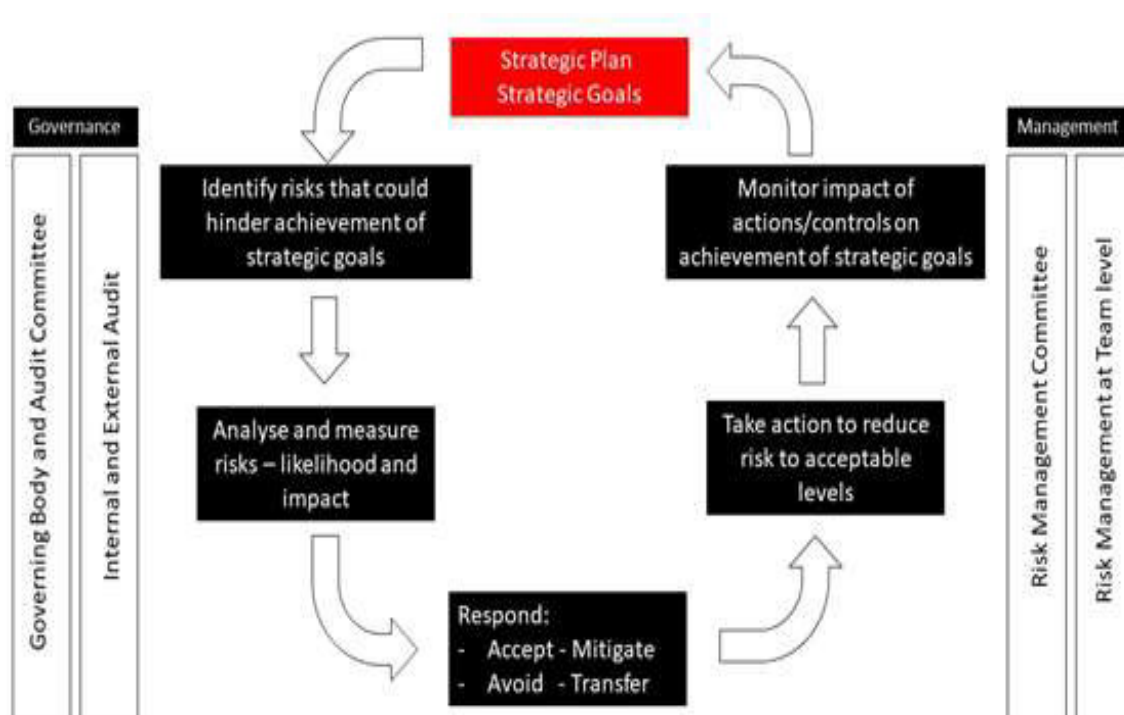 Strategic Plan
Strategic Goals
Governance
Management
Governing Body and Audit Committee
Internal and External Audit
Identify risks that could
hinder achievement of
strategic goals
Monitor impact of
actions/controls on
achievement of strategic goals
Risk Management Committee
Risk Management at Team level
Analyse and measure
risks – likelihood and
impact
Take action to reduce
risk to acceptable
levels
Respond:
- Accept - Mitigate
- Avoid - Transfer